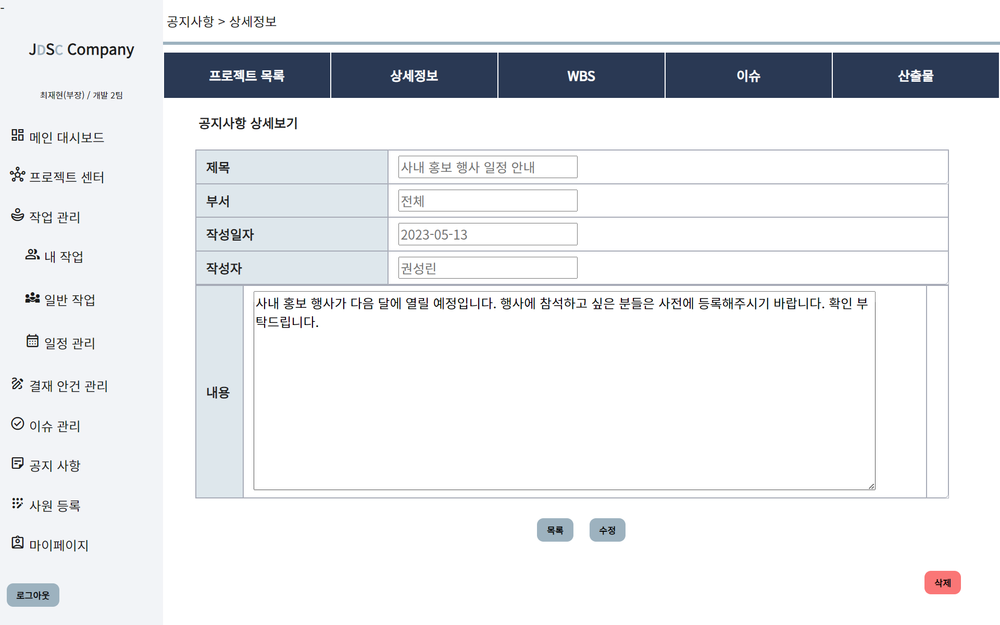 -
JDSC Company
최재현(부장) / 개발 2팀
메인 대시보드
프로젝트 센터
작업 관리
내 작업
일반 작업
일정 관리
결재 안건 관리
이슈 관리
공지 사항
사원 등록
마이페이지
로그아웃
공지사항 > 상세정보
프로젝트 목록
상세정보
WBS
이슈
산출물
공지사항 상세보기
제목
사내 홍보 행사 일정 안내
부서
전체
작성일자
2023-05-13
작성자
권성린
내용
사내 홍보 행사가 다음 달에 열릴 예정입니다. 행사에 참석하고 싶은 분들은 사전에 등록해주시기 바랍니다. 확인 부
탁드립니다.
목록
수정
삭제